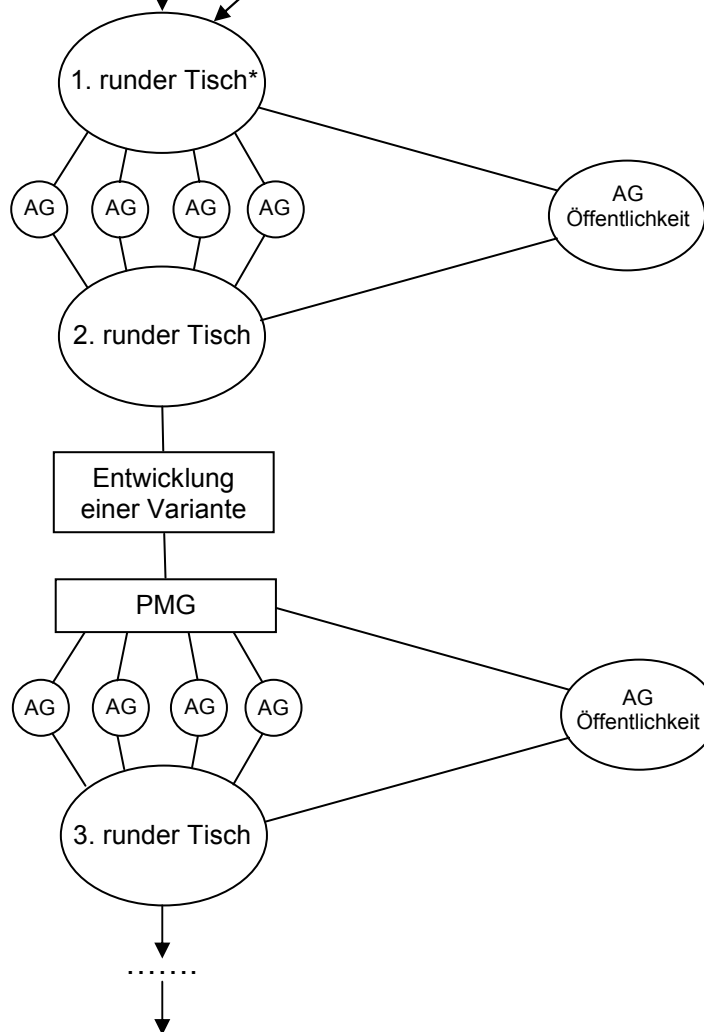 1. runder Tisch*
AG
AG
AG
AG
AG
Öffentlichkeit
2. runder Tisch
Entwicklung
einer Variante
PMG
AG
AG
AG
AG
AG
Öffentlichkeit
3. runder Tisch
.......